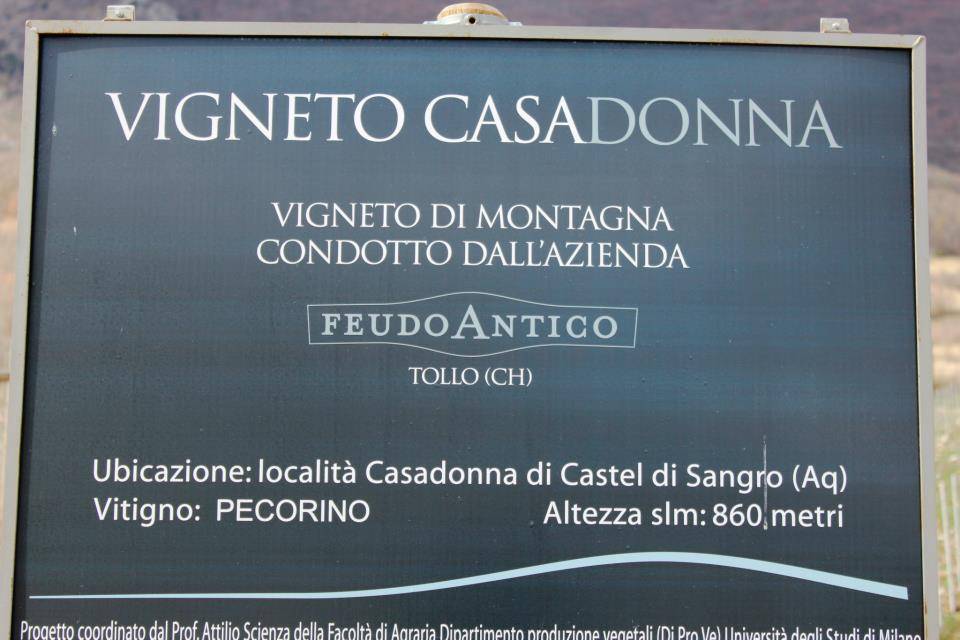 VIGNETO CASADONNA
VIGNETO DI MONTAGNA
CONDOTTO DALL'AZIENDA
FEUDOANTICO
TOLLO (CH)
Ubicazione: località Casadonna di Castel di Sangro (Aq)
Vitigno: PECORINO Altezza slm: 860 metri
Progetto coordinato dal Prof. Attilio Scienza della Facoltà di Agraria Dipartimento produzione vegetali (Di.Pro.Ve) Università degli Studi di Milano